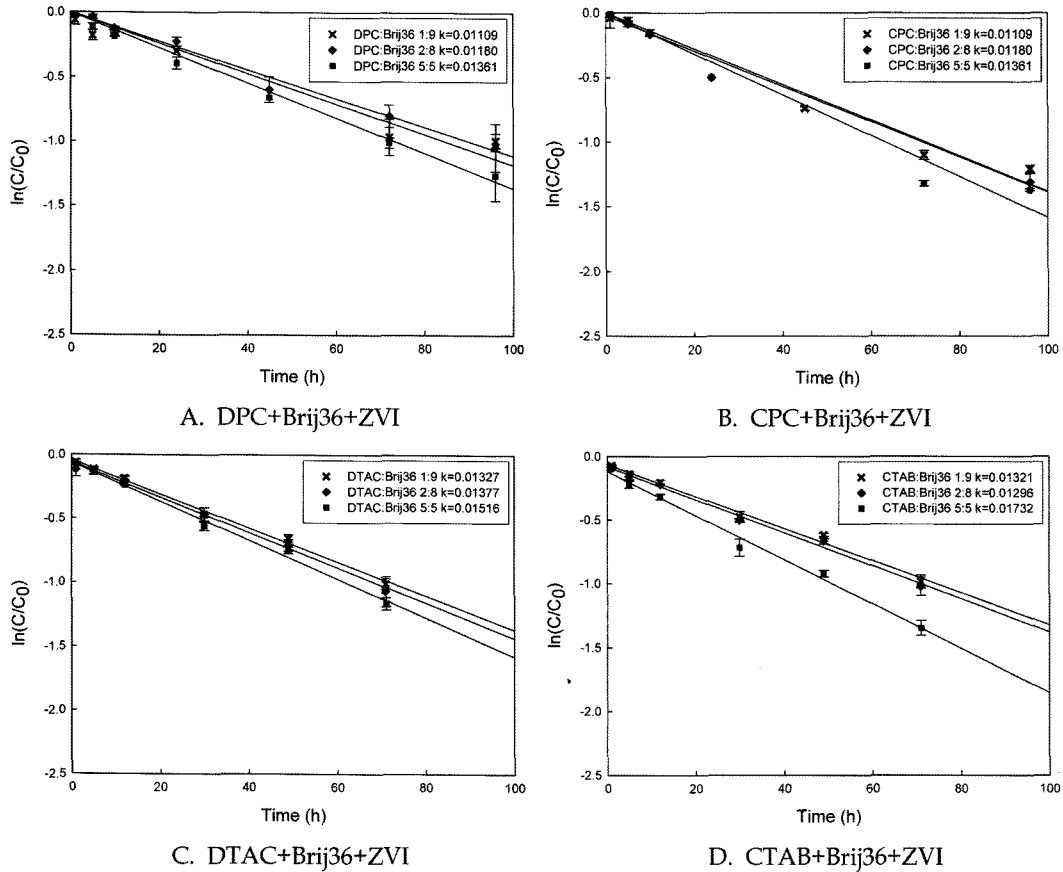 DPC:Brij36 1:9 k=0.01109
DPC:Brij36 2:8 k=0.01180
DPC:Brij36 5:5 k=0.01361
0.0
-0.5
-1.0
-1.5
-2.0
-2.5
ln(C/C0)
0 20 40 60 80 100
Time (h)
A. DPC+Brij36+ZVI
CPC:Brij36 1:9 k=0.01109
CPC:Brij36 2:8 k=0.01180
CPC:Brij36 5:5 k=0.01361
0.0
-0.5
-1.0
-1.5
-2.0
-2.5
ln(C/C0)
0 20 40 60 80 100
Time (h)
B. CPC+Brij36+ZVI
DTAC:Brij36 1:9 k=0.01327
DTAC:Brij36 2:8 k=0.01377
DTAC:Brij36 5:5 k=0.01516
0.0
-0.5
-1.0
-1.5
-2.0
-2.5
ln(C/C0)
0 20 40 60 80 100
Time (h)
C. DTAC+Brij36+ZVI
CTAB:Brij36 1:9 k=0.01321
CTAB:Brij36 2:8 k=0.01296
CTAB:Brij36 5:5 k=0.01732
0.0
-0.5
-1.0
-1.5
-2.0
-2.5
ln(C/C0)
0 20 40 60 80 100
Time (h)
D. CTAB+Brij36+ZVI